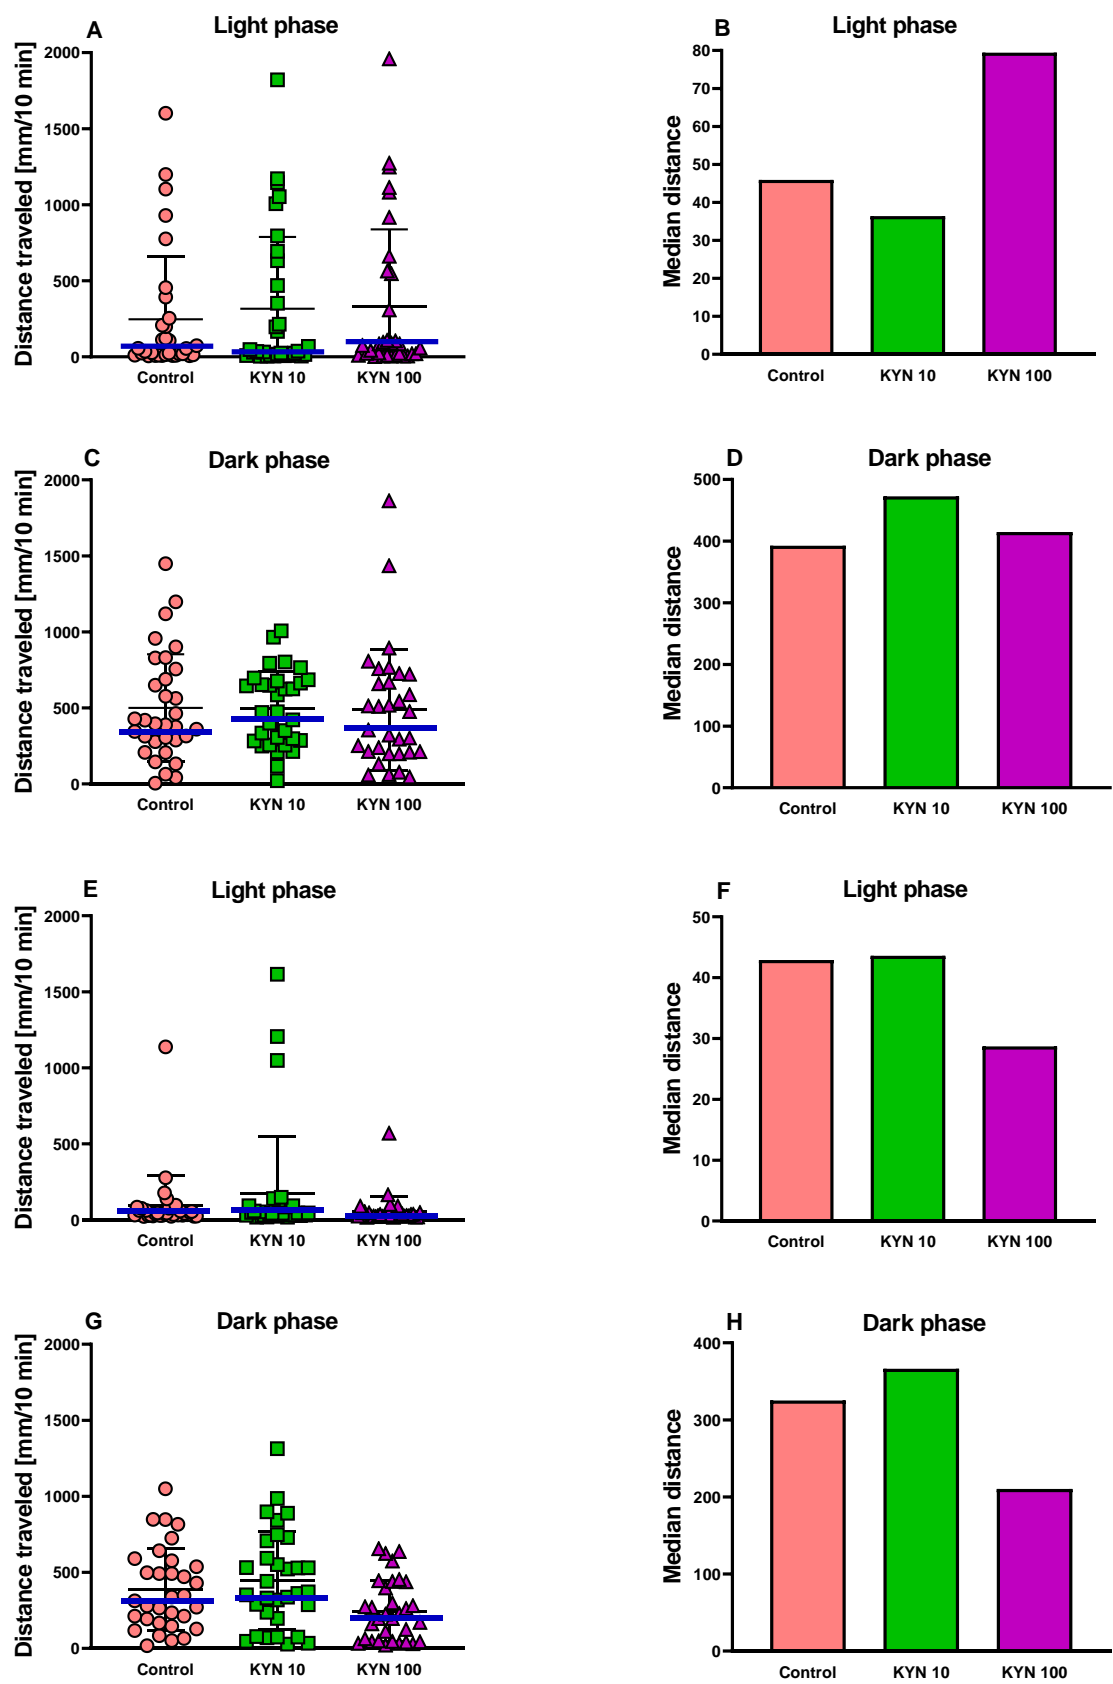 A
Light phase
Distance traveled [mm/10 min]
2000
1500
1000
500
0
Control
KYN 10
KYN 100
B
Light phase
Median distance
80
70
60
50
40
30
20
10
0
Control
KYN 10
KYN 100
C
Dark phase
Distance traveled [mm/10 min]
2000
1500
1000
500
0
Control
KYN 10
KYN 100
D
Dark phase
Median distance
500
400
300
200
100
0
Control
KYN 10
KYN 100
E
Light phase
Distance traveled [mm/10 min]
2000
1500
1000
500
0
Control
KYN 10
KYN 100
F
Light phase
Median distance
50
40
30
20
10
0
Control
KYN 10
KYN 100
G
Dark phase
Distance traveled [mm/10 min]
2000
1500
1000
500
0
Control
KYN 10
KYN 100
H
Dark phase
Median distance
400
300
200
100
0
Control
KYN 10
KYN 100